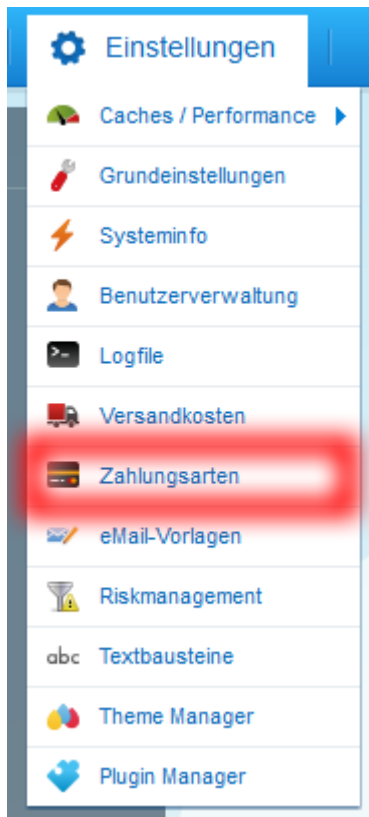 Einstellungen
Caches / Performance
Grundeinstellungen
Systeminfo
Benutzerverwaltung
Logfile
Versandkosten
Zahlungsarten
eMail-Vorlagen
Riskmanagement
abc Textbausteine
Theme Manager
Plugin Manager